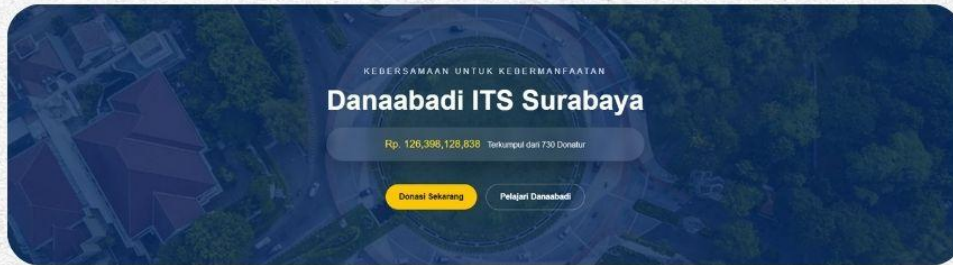 KEBERSAMAAN UNTUK KEBERMANFAATAN
Danaabadi ITS Surabaya
Rp. 126,398,128,838 Terkumpul dari 730 Donatur
Donasi Sekarang Pelajari Danaabadi